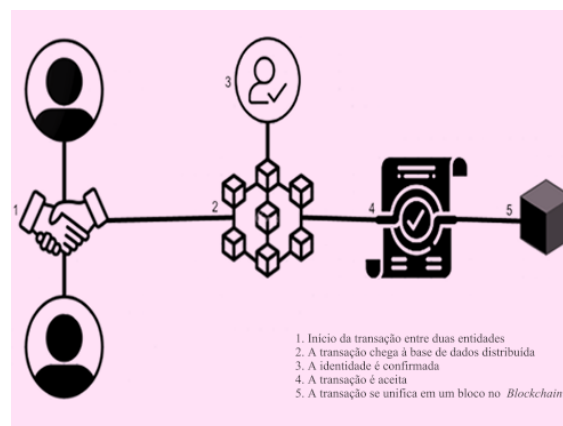 3
1
2
4
5
1. Início da transação entre duas entidades
2. A transação chega à base de dados distribuída
3. A identidade é confirmada
4. A transação é aceita
5. A transação se unifica em um bloco no Blockchain